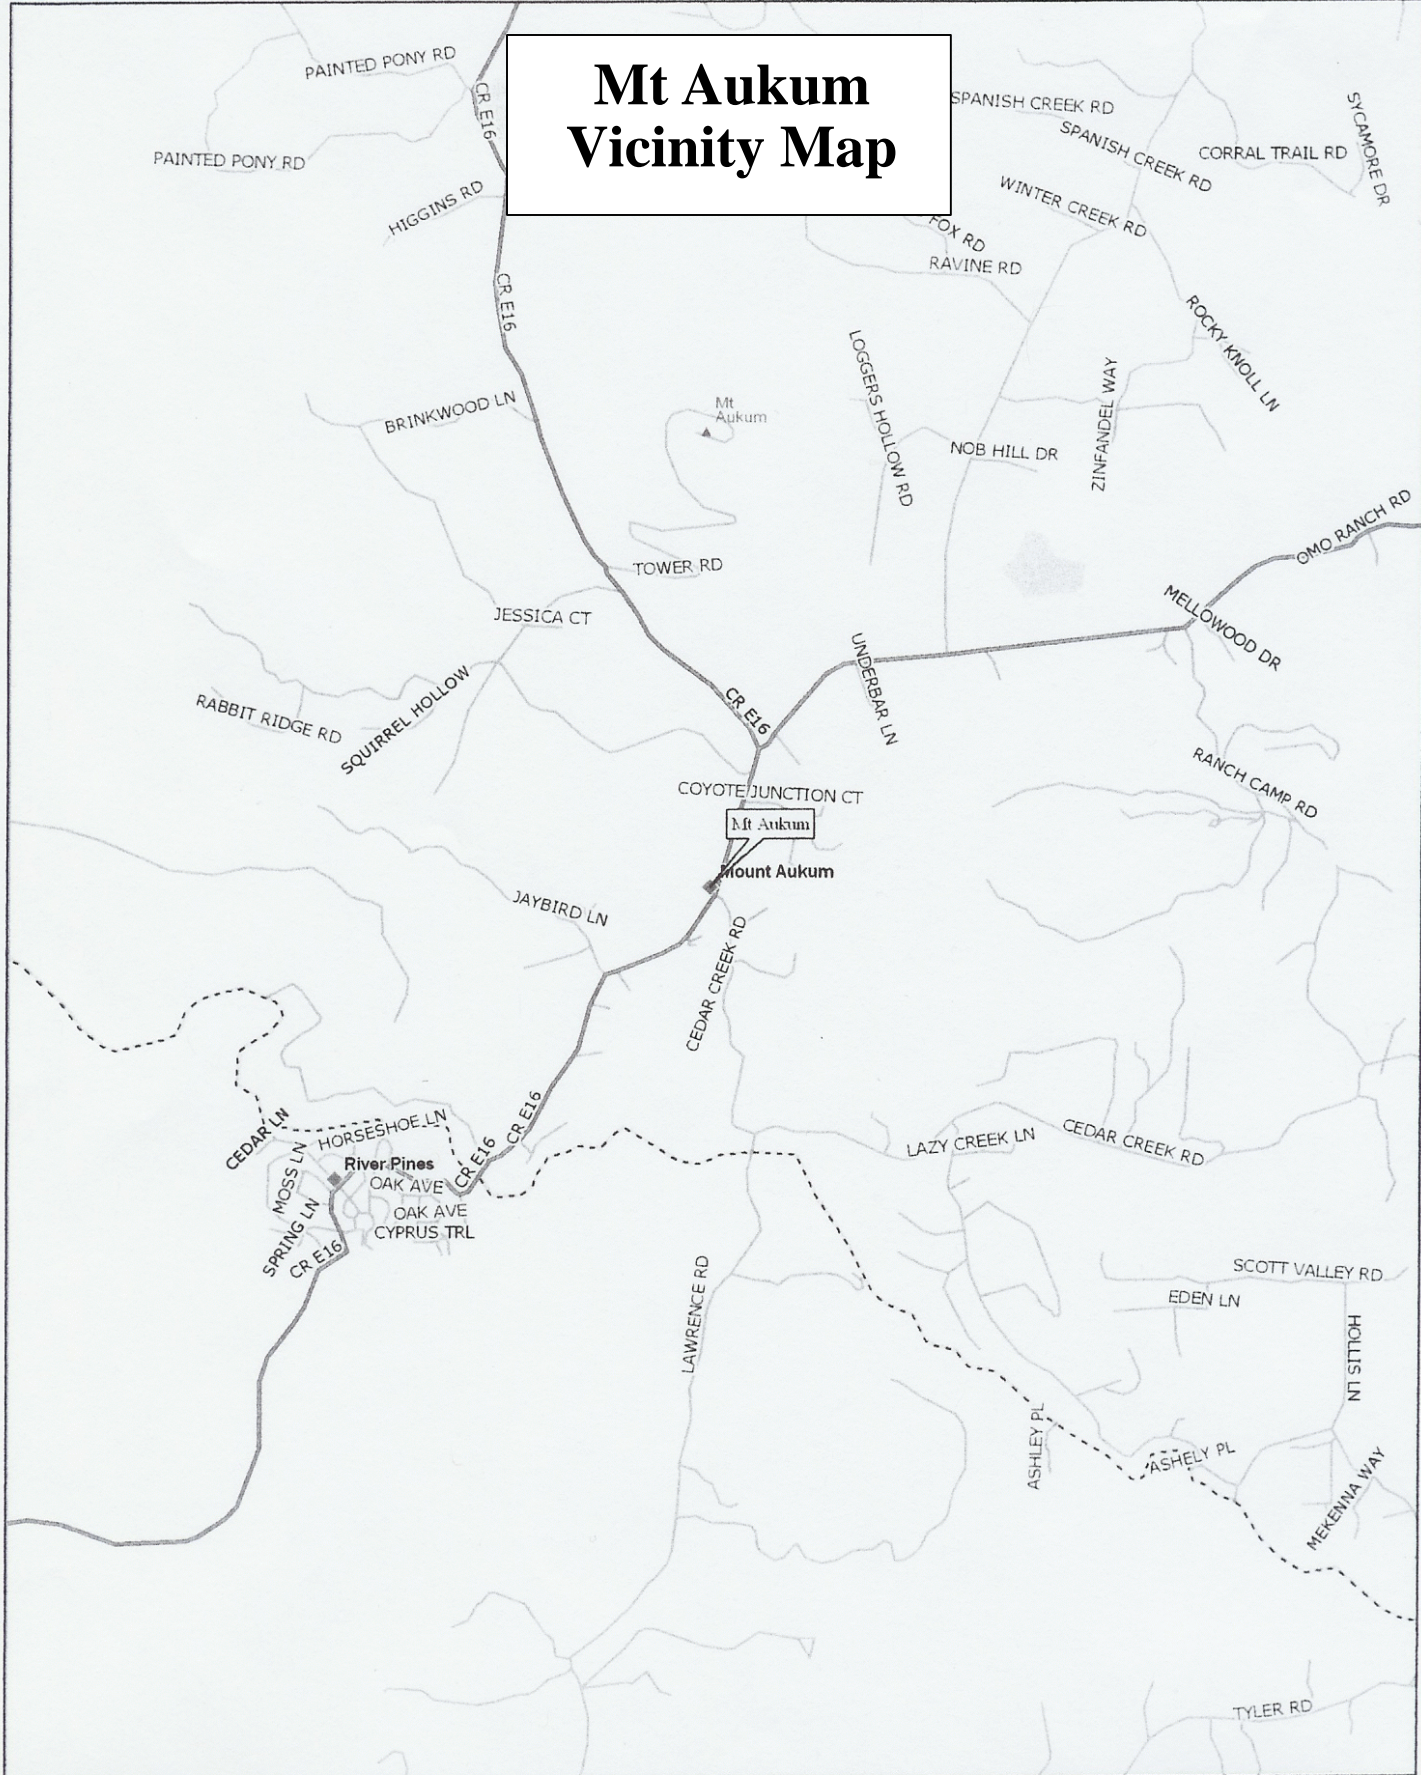 Mt Aukum
Vicinity Map
PAINTED PONY RD
CR E16
SPANISH CREEK RD
SYCAMORE DR
SPANISH CREEK RD
CORRAL TRAIL RD
PAINTED PONY RD
HIGGINS RD
WINTER CREEK RD
FOX RD
RAVINE RD
CR E16
ROCKY KNOLL LN
LOGGERS HOLLOW RD
ZINFANDEL WAY
BRINKWOOD LN
Mt
Aukum
NOB HILL DR
OMO RANCH RD
TOWER RD
JESSICA CT
MELLOWOOD DR
UNDERBAR LN
SQUIRREL HOLLOW
RABBIT RIDGE RD
CR E16
RANCH CAMP RD
COYOTE JUNCTION CT
Mt Aukum
Mount Aukum
JAYBIRD LN
CEDAR CREEK RD
CR E16
CEDAR LN
HORSESHOE LN
CR E16
LAZY CREEK LN
CEDAR CREEK RD
MOSS LN
River Pines
OAK AVE
OAK AVE
CYPRUS TRL
SPRING LN
CR E16
LAWRENCE RD
SCOTT VALLEY RD
EDEN LN
HOLLIS LN
ASHLEY PL
ASHELY PL
MEKENNA WAY
TYLER RD